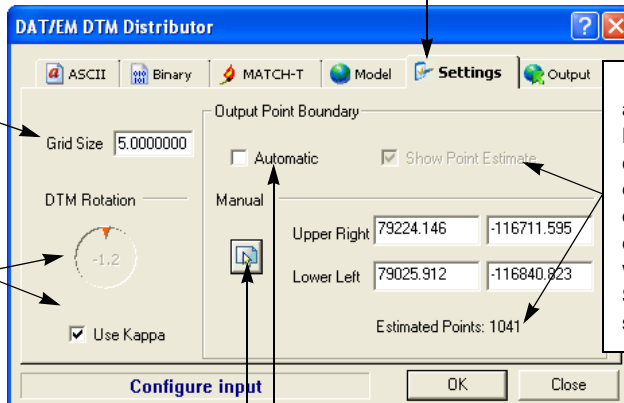 DAT/EM DTM Distributor
ASCII Binary MATCH-T Model Settings Output
Output Point Boundary
Grid Size 5.0000000
Automatic Show Point Estimate
DTM Rotation Manual
-1.2
Upper Right 79224.146 -116711.595
Lower Left 79025.912 -116840.823
Use Kappa
Estimated Points: 1041
Configure input OK Close